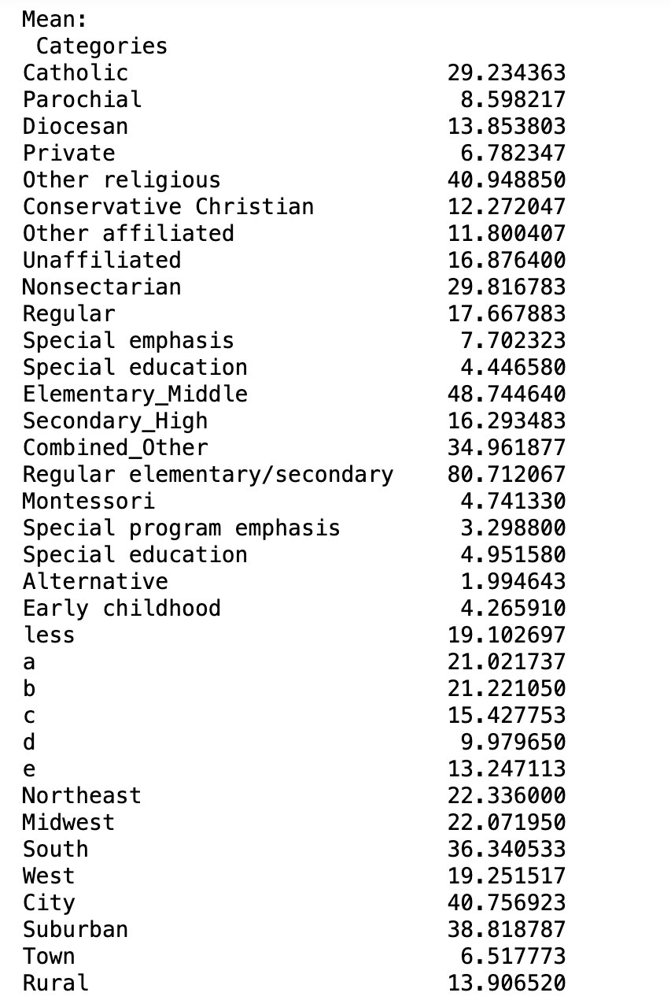 Mean:
Categories
Catholic 29.234363
Parochial 8.598217
Diocesan 13.853803
Private 6.782347
Other religious 40.948850
Conservative Christian 12.272047
Other affiliated 11.800407
Unaffiliated 16.876400
Nonsectarian 29.816783
Regular 17.667883
Special emphasis 7.702323
Special education 4.446580
Elementary_Middle 48.744640
Secondary_High 16.293483
Combined_Other 34.961877
Regular elementary/secondary 80.712067
Montessori 4.741330
Special program emphasis 3.298800
Special education 4.951580
Alternative 1.994643
Early childhood 4.265910
less 19.102697
a 21.021737
b 21.221050
c 15.427753
d 9.979650
e 13.247113
Northeast 22.336000
Midwest 22.071950
South 36.340533
West 19.251517
City 40.756923
Suburban 38.818787
Town 6.517773
Rural 13.906520